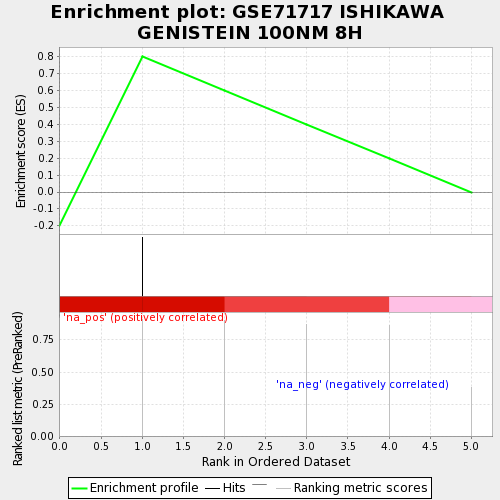 Enrichment plot: GSE71717 ISHIKAWA
GENISTEIN 100NM 8H
Enrichment score (ES)
0.8
0.7
0.6
0.5
0.4
0.3
0.2
0.1
0.0
-0.1
-0.2
'na_pos' (positively correlated)
'na_neg' (negatively correlated)
Ranked list metric (PreRanked)
0.75
0.50
0.25
0.00
0.0 0.5 1.0 1.5 2.0 2.5 3.0 3.5 4.0 4.5 5.0
Rank in Ordered Dataset
Enrichment profile Hits Ranking metric scores